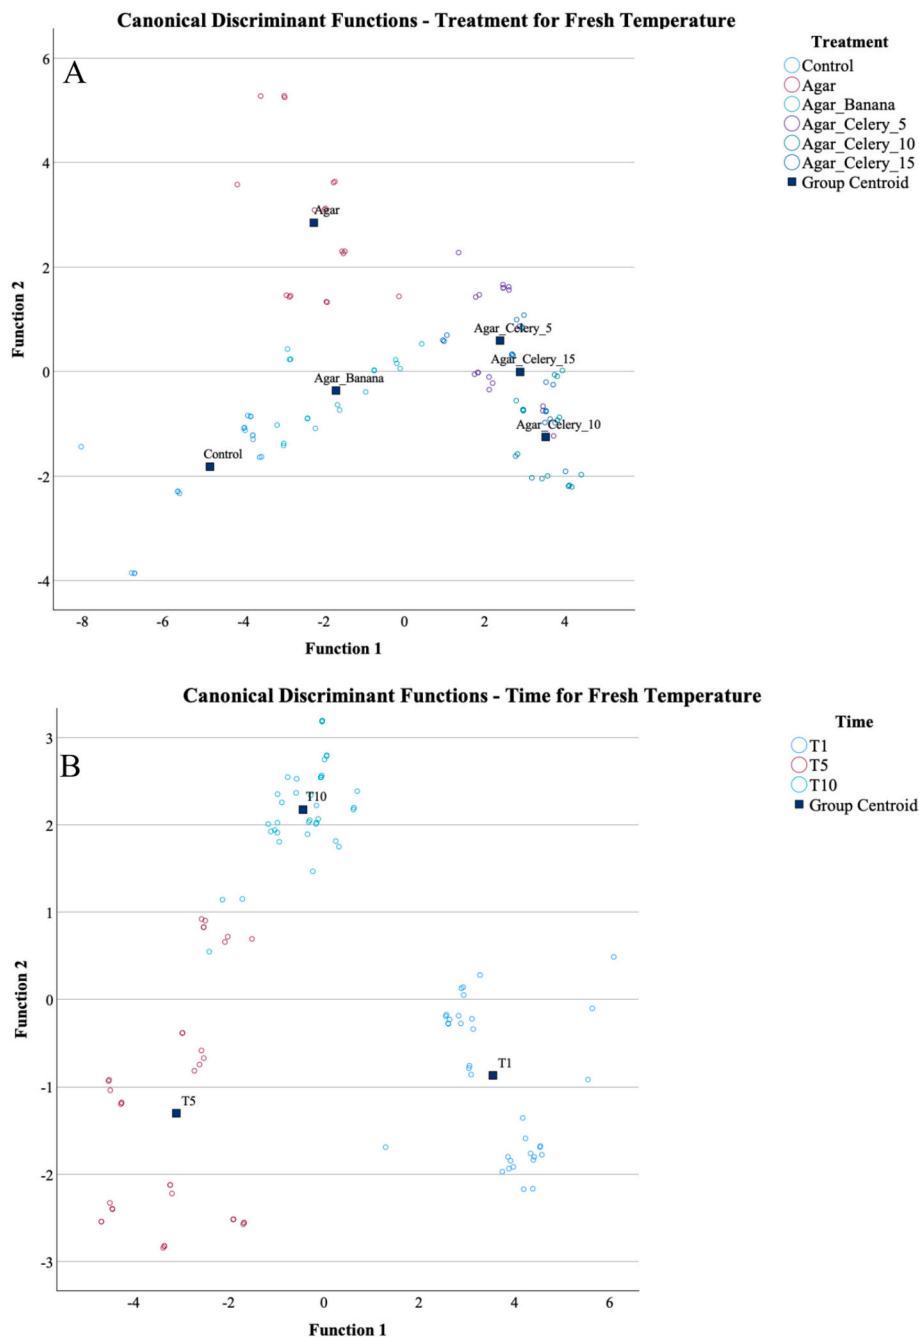 Canonical Discriminant Functions - Treatment for Fresh Temperature
A
Treatment
Control
Agar
Agar_Banana
Agar_Celery_5
Agar_Celery_10
Agar_Celery_15
Group Centroid
6
4
2
0
-2
-4
Function 2
Agar
Agar_Celery_5
Agar_Celery_15
Agar_Banana
Agar_Celery_10
Control
-8
-6
-4
-2
0
2
4
Function 1
Canonical Discriminant Functions - Time for Fresh Temperature
B
Time
T1
T5
T10
Group Centroid
3
2
1
0
-1
-2
-3
Function 2
T10
T1
T5
-4
-2
0
2
4
6
Function 1